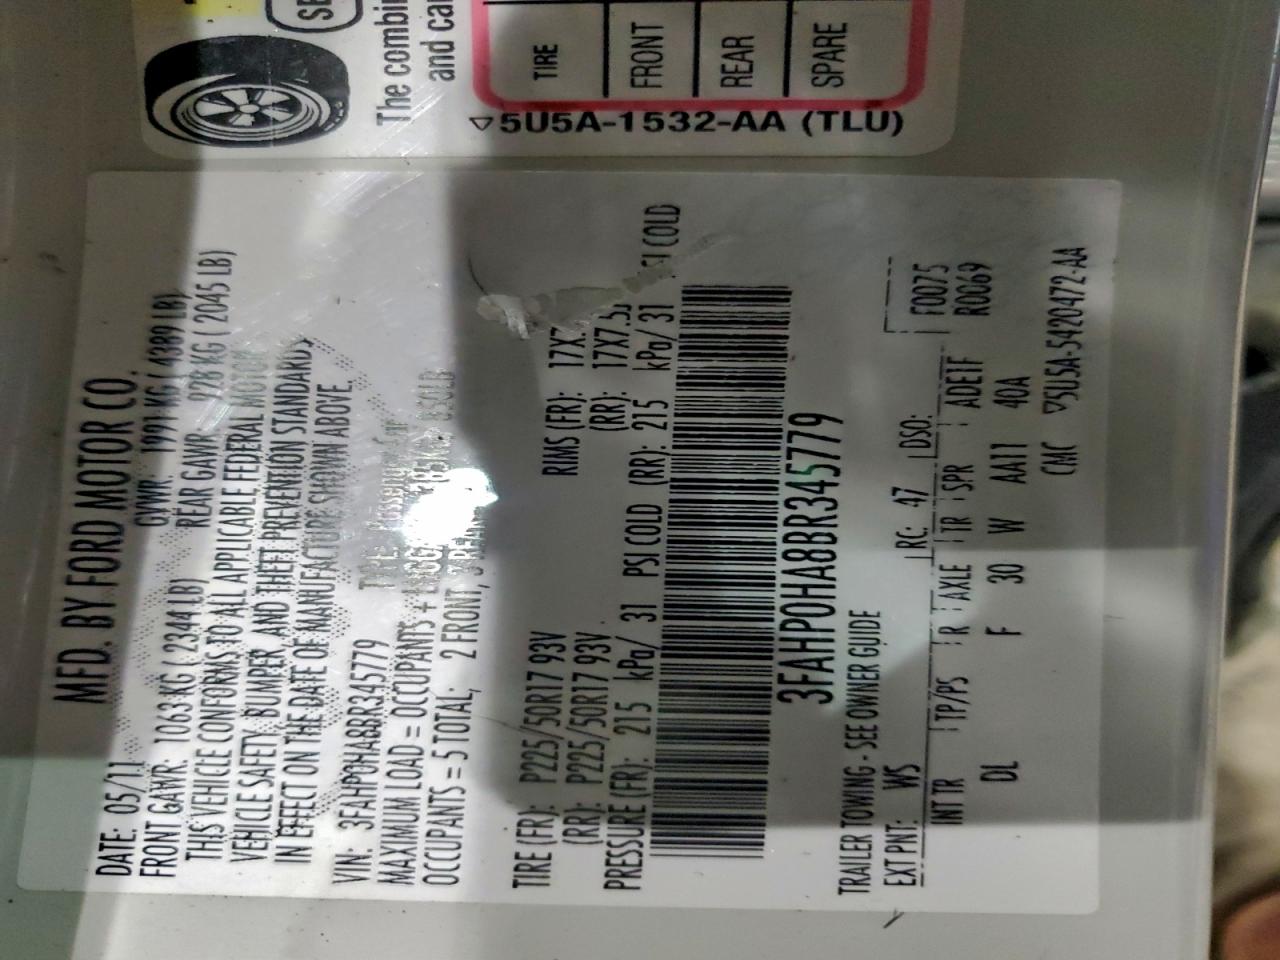 The combi
and ca
TIRE
FRONT
REAR
SPARE
5U5A-1532-AA (TLU)
MFD. BY FORD MOTOR CO.
DATE: 05/11 GVWR: 1991 KG ( 4389 LB)
FRONT GAWR: 1063 KG ( 2344 LB) REAR GAWR: 928 KG ( 2045 LB)
THIS VEHICLE CONFORMS TO ALL APPLICABLE FEDERAL MOTOR
VEHICLE SAFETY, BUMPER, AND THEFT PREVENTION STANDARDS
IN EFFECT ON THE DATE OF MANUFACTURE SHOWN ABOVE.
VIN: 3FAHP0HA8BR345779
MAXIMUM LOAD = OCCUPANTS +
OCCUPANTS = 5 TOTAL; 2 FRONT,
TIRE (FR): P225/50R17 93V RIMS (FR): 17X7.
(RR): P225/50R17 93V (RR): 17X7.5J
PRESSURE (FR): 215 kPa/ 31 PSI COLD (RR): 215 kPa/ 31 PSI COLD
3FAHP0HA8BR345779
TRAILER TOWING - SEE OWNER GUIDE
EXT PNT: WS RC: 47 DSO: F0075
INT TR TP/PS R AXLE TR SPR ADETF R0069
DL F 30 W AA11 40A
CMC ▽5U5A-5420472-AA